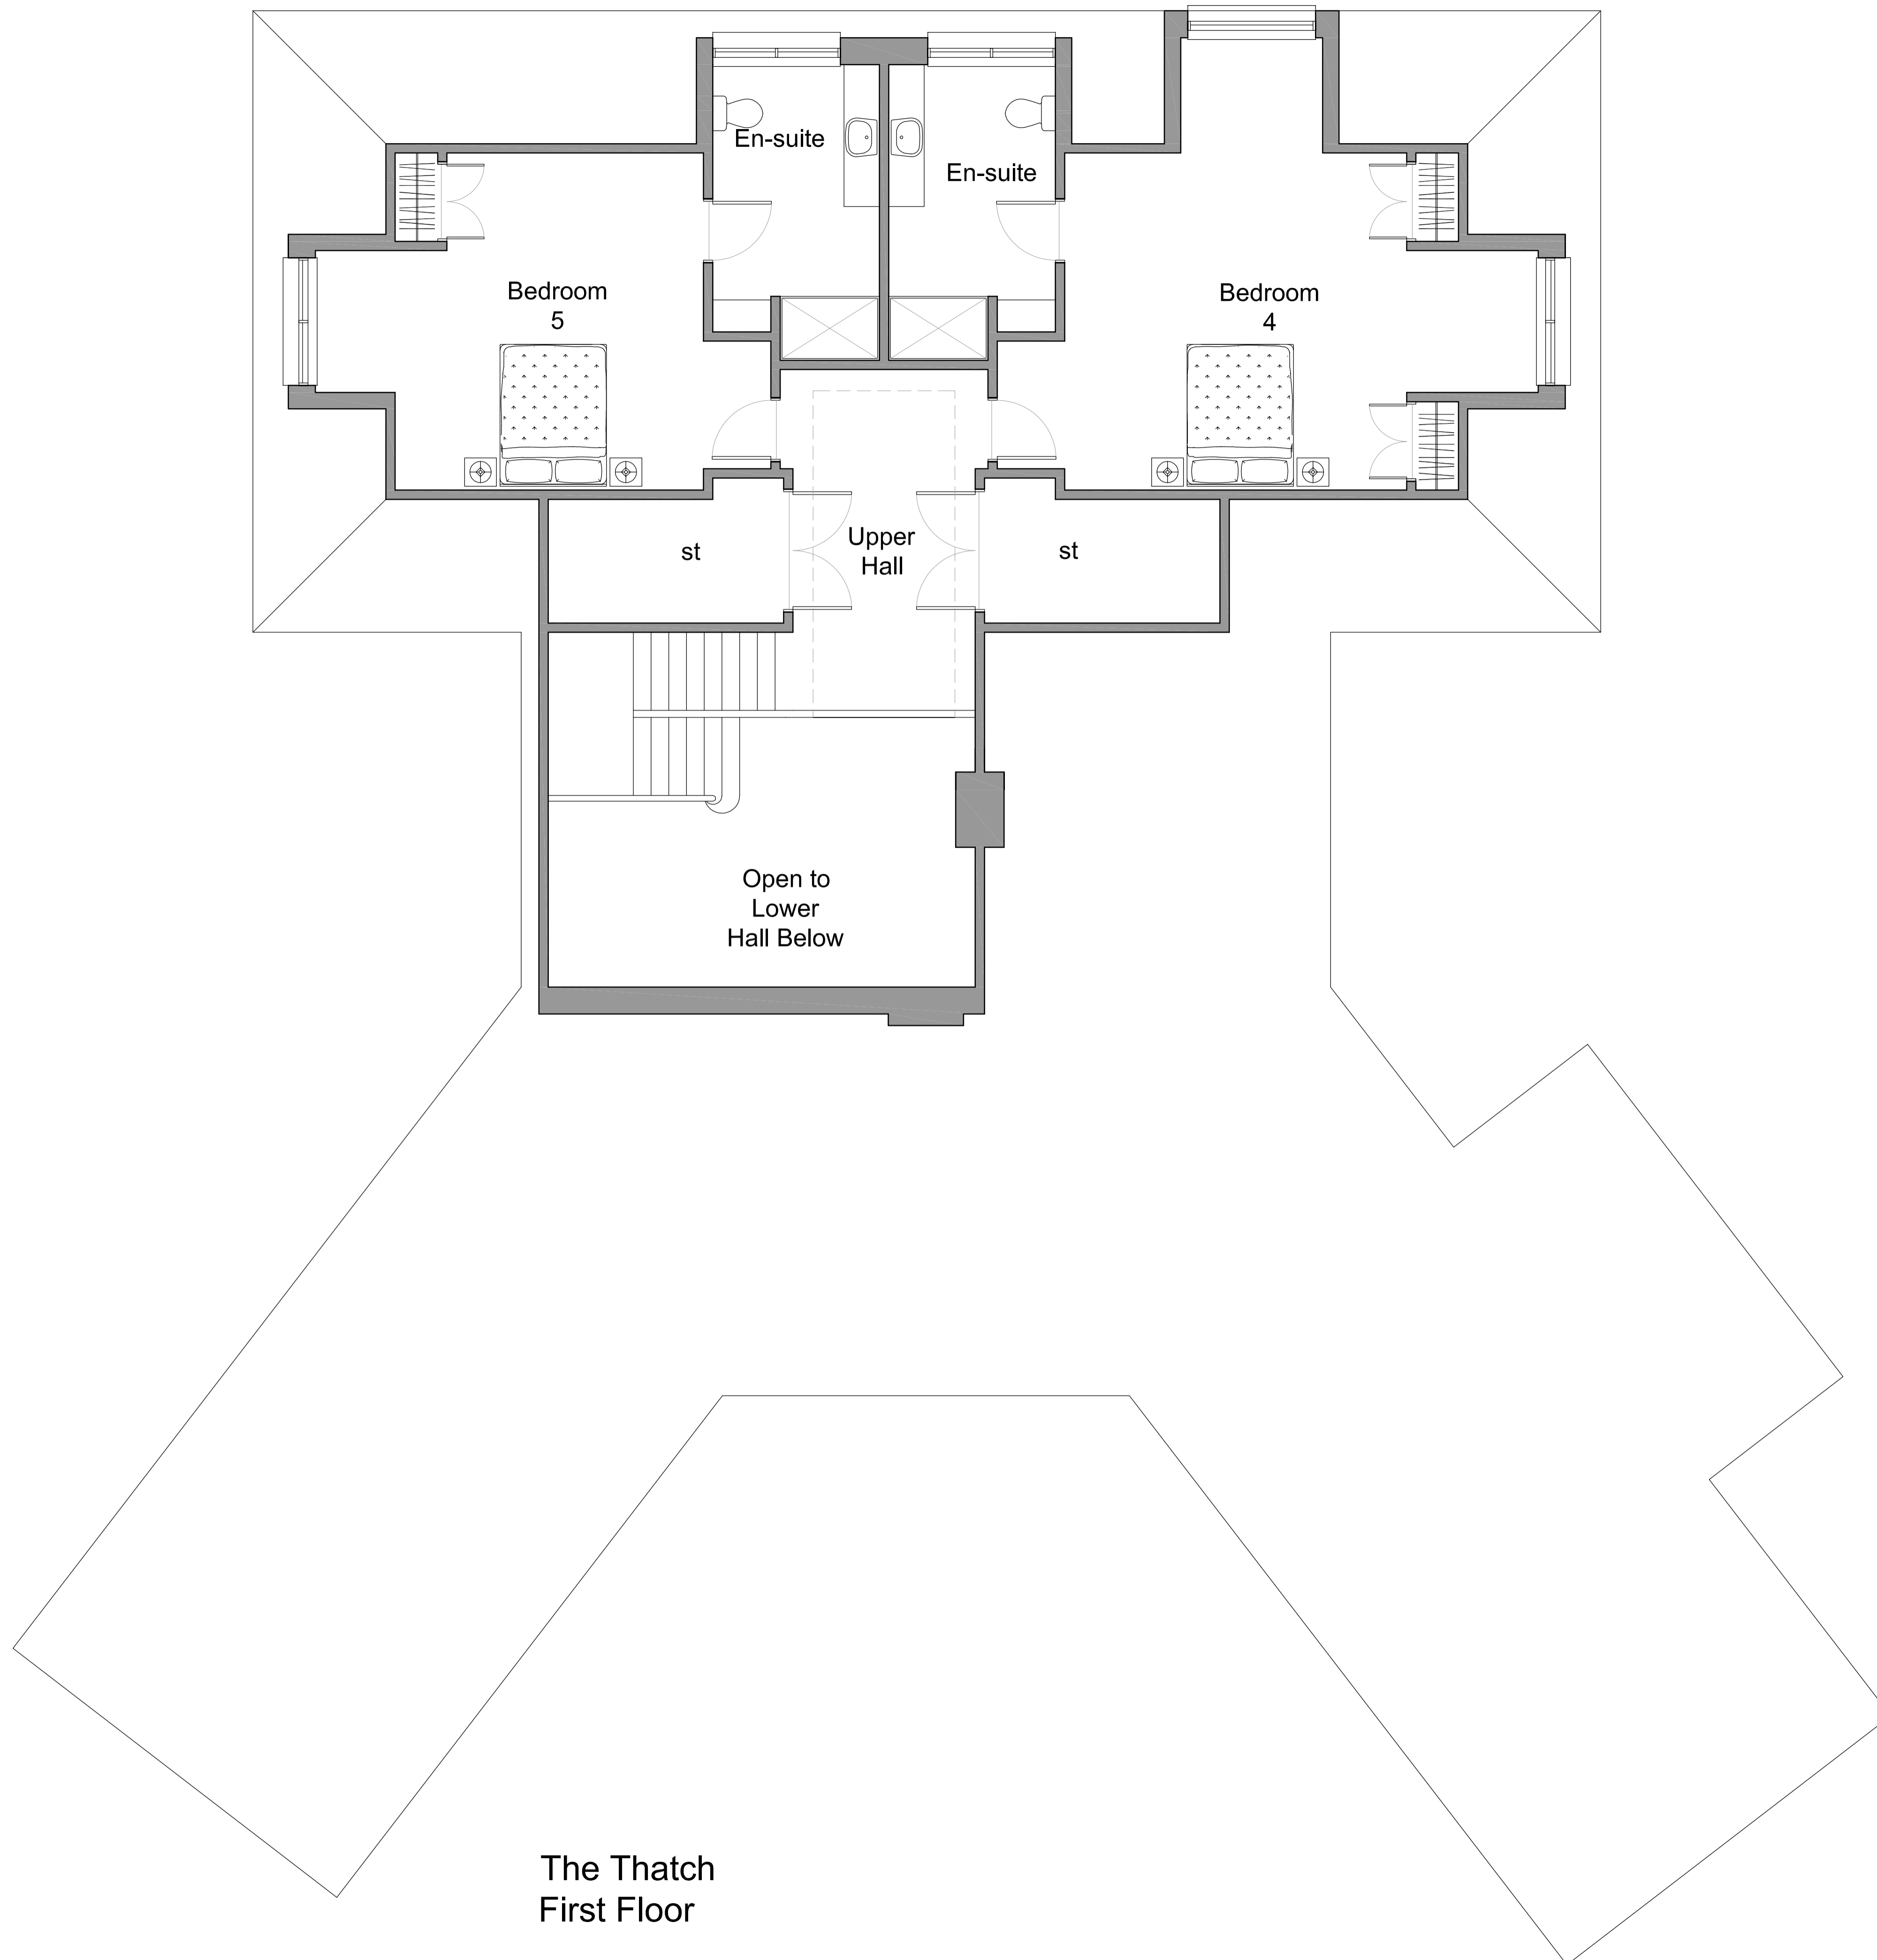 En-suite
En-suite
Bedroom
5
Bedroom
4
st
Upper
Hall
st
Open to
Lower
Hall Below
The Thatch
First Floor